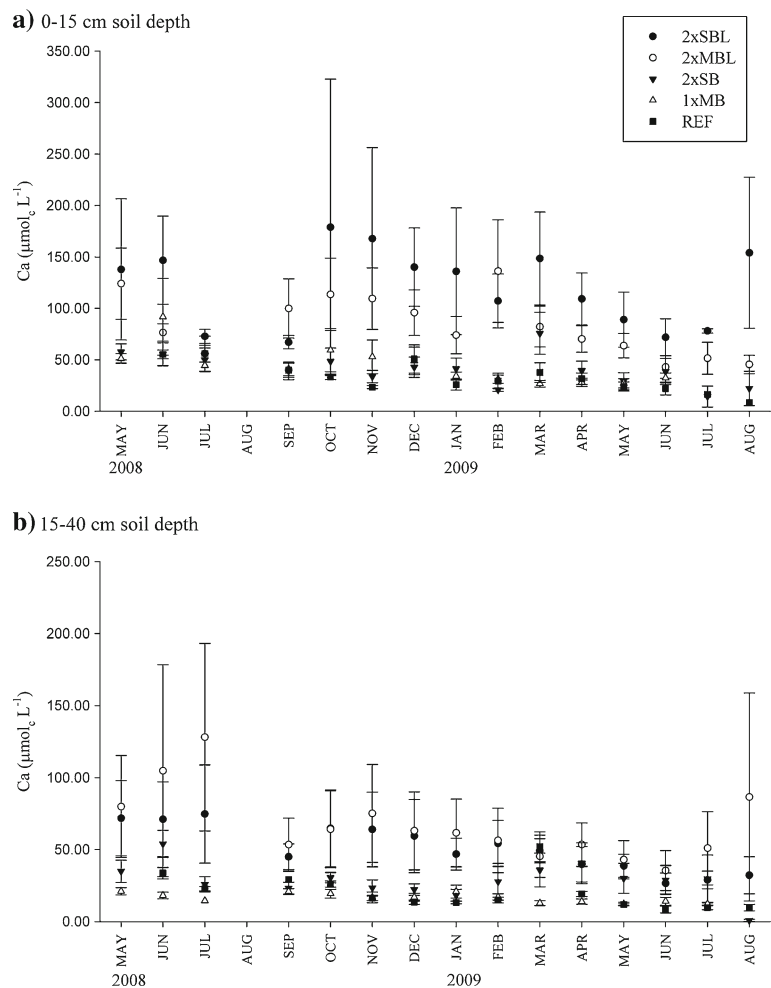 a) 0-15 cm soil depth
350.00
300.00
250.00
200.00
150.00
100.00
50.00
0.00
Ca (μmolc L-1)
2xSBL
2xMBL
2xSB
1xMB
REF
MAY
JUN
JUL
AUG
SEP
OCT
NOV
DEC
JAN
FEB
MAR
APR
MAY
JUN
JUL
AUG
2008
2009
b) 15-40 cm soil depth
250.00
200.00
150.00
100.00
50.00
0.00
Ca (μmolc L-1)
MAY
JUN
JUL
AUG
SEP
OCT
NOV
DEC
JAN
FEB
MAR
APR
MAY
JUN
JUL
AUG
2008
2009